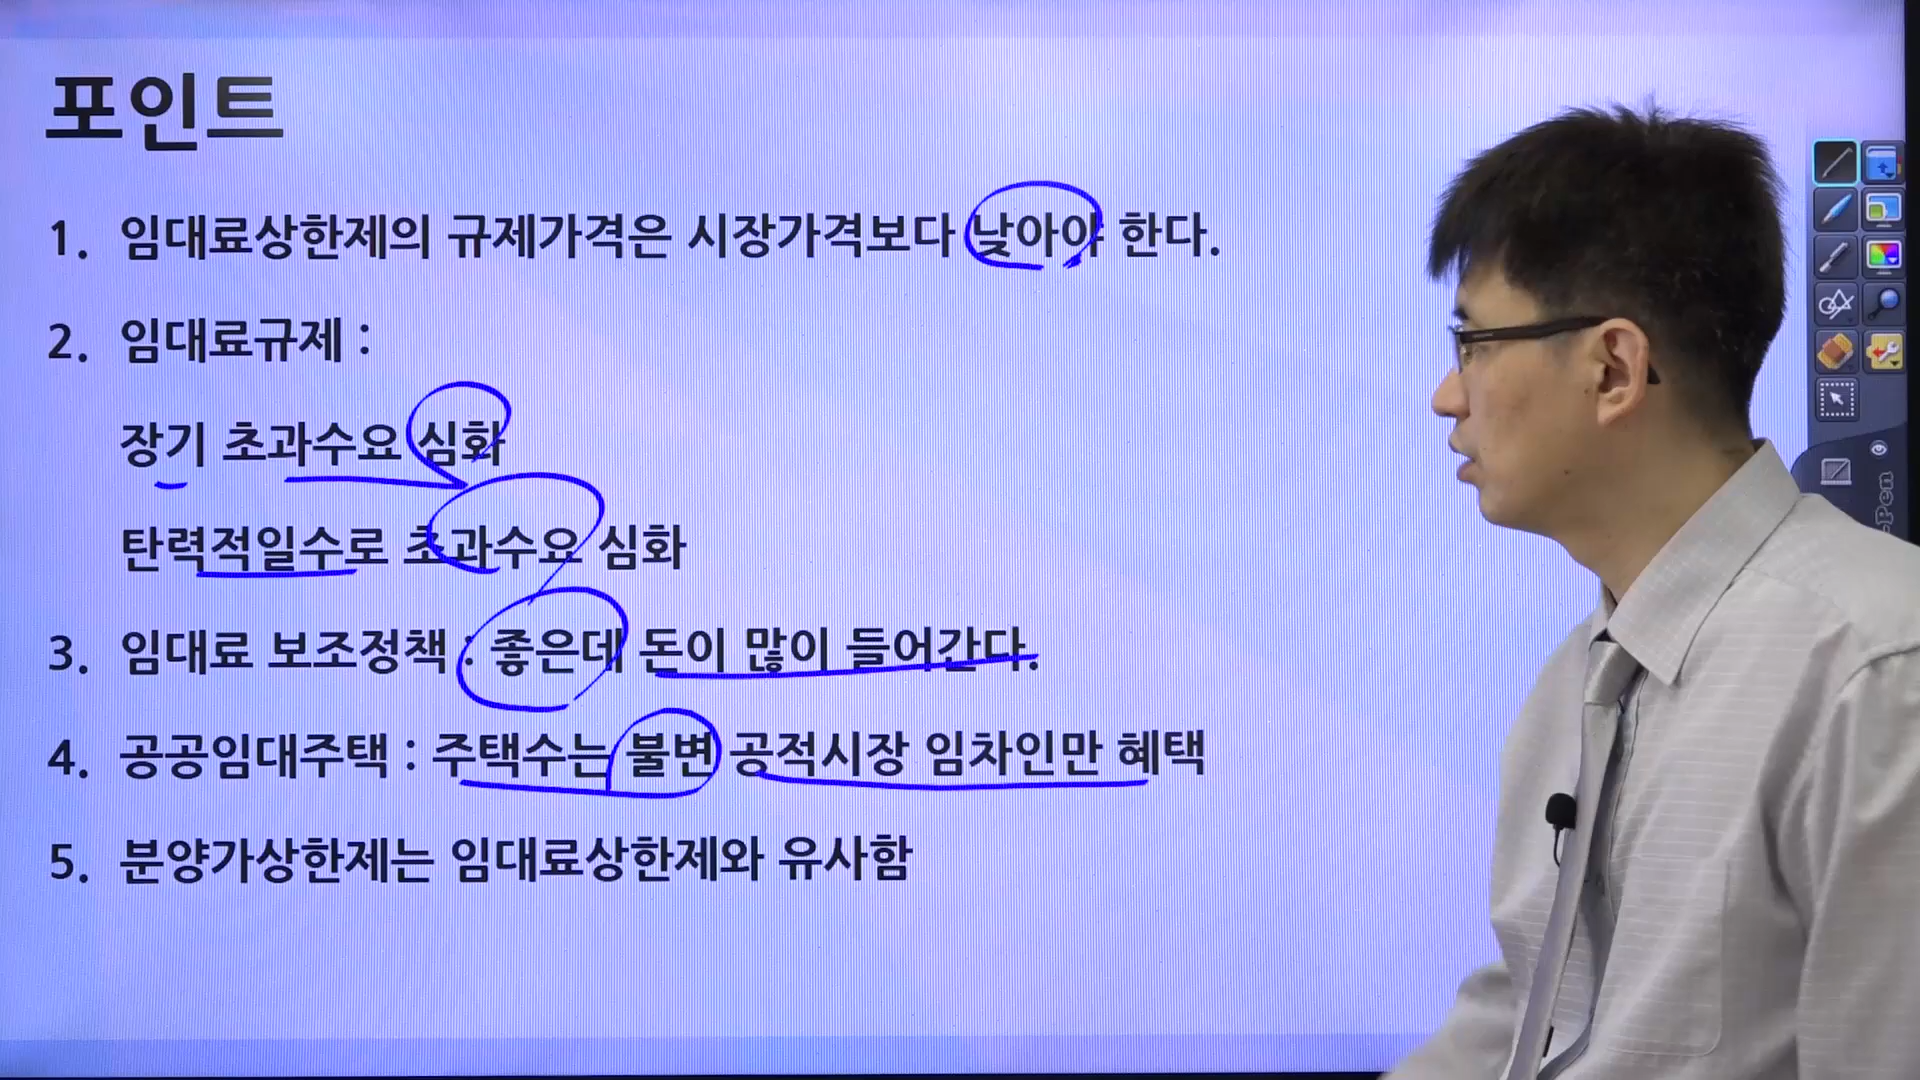 포인트
1. 임대료상한제의 규제가격은 시장가격보다 낮아야 한다.
2. 임대료규제 :
장기 초과수요 심화
탄력적일수로 초과수요 심화
3. 임대료 보조정책 : 좋은데 돈이 많이 들어간다.
4. 공공임대주택 : 주택수는 불변 공적시장 임차인만 혜택
5. 분양가상한제는 임대료상한제와 유사함
-Pen